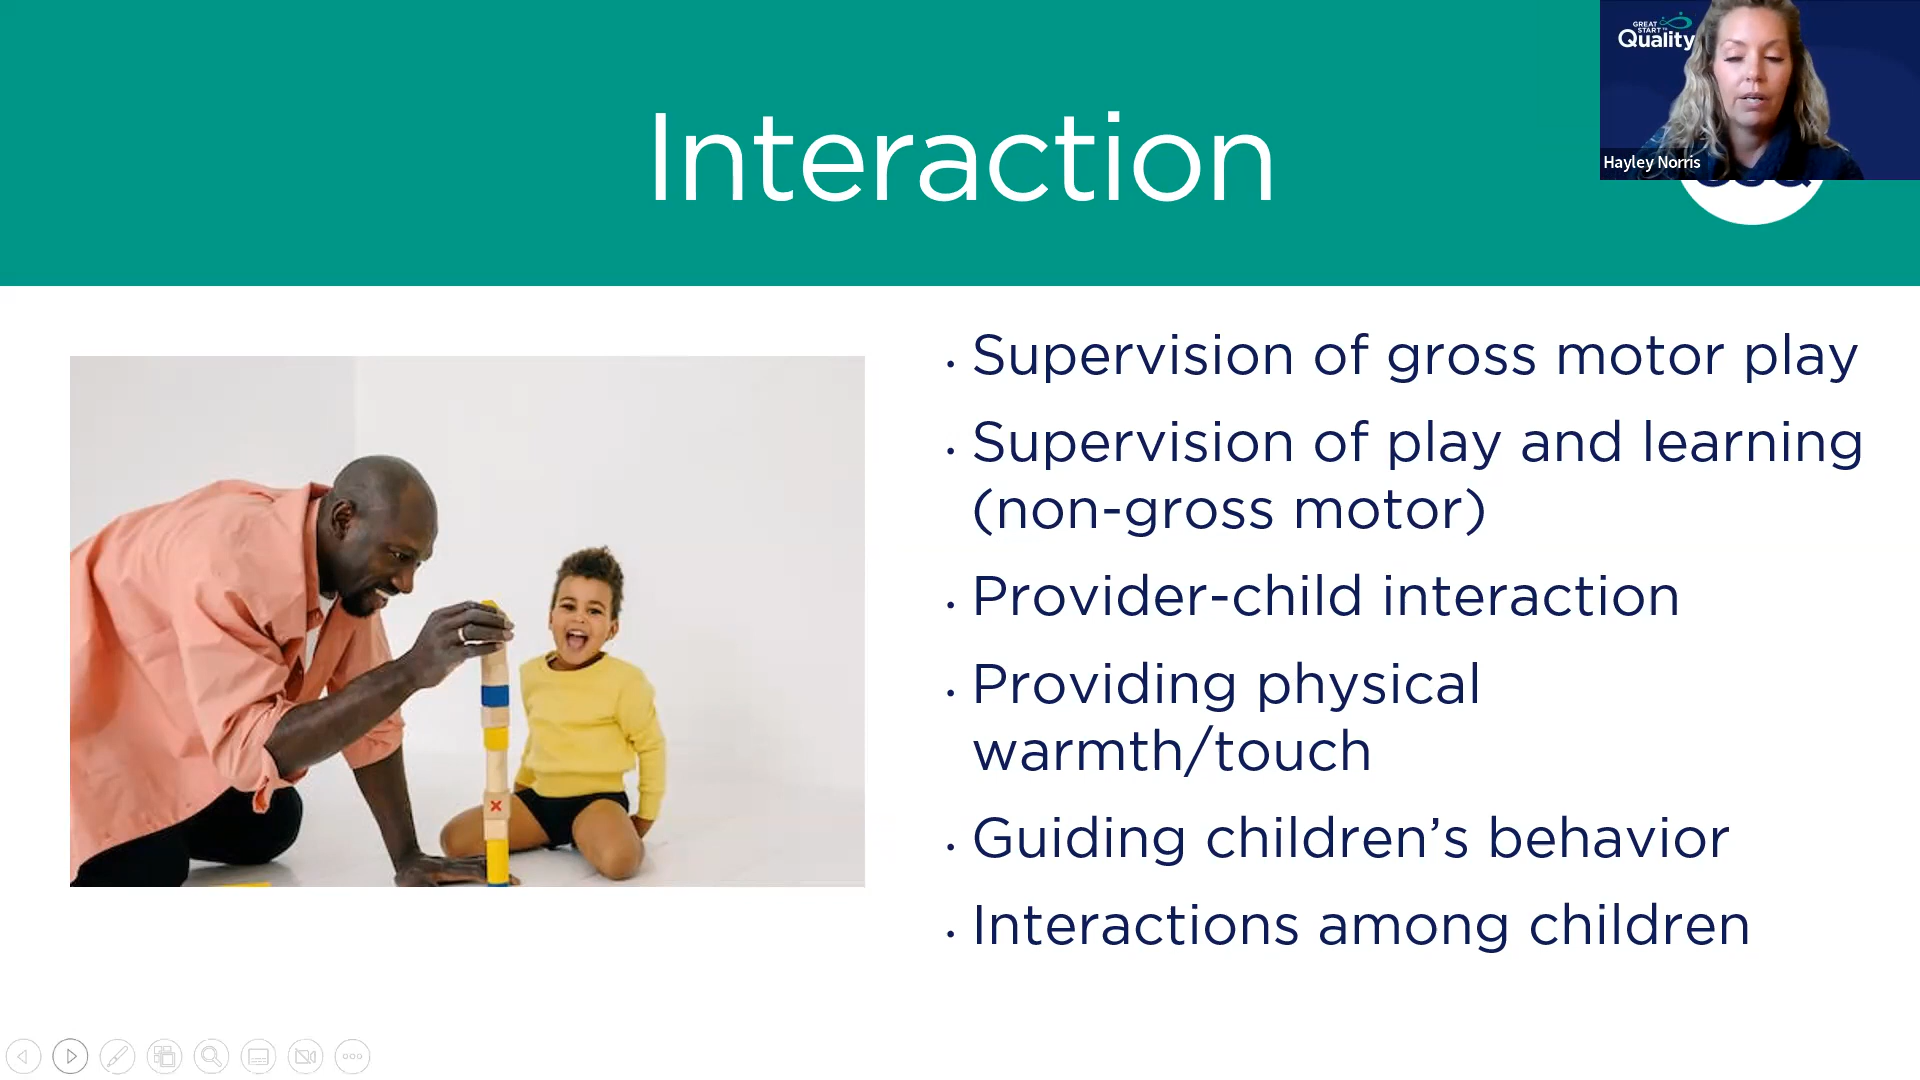 GREAT
START TO
Quality
Hayley Norris
Interaction
• Supervision of gross motor play
• Supervision of play and learning
(non-gross motor)
• Provider-child interaction
• Providing physical
warmth/touch
• Guiding children’s behavior
• Interactions among children